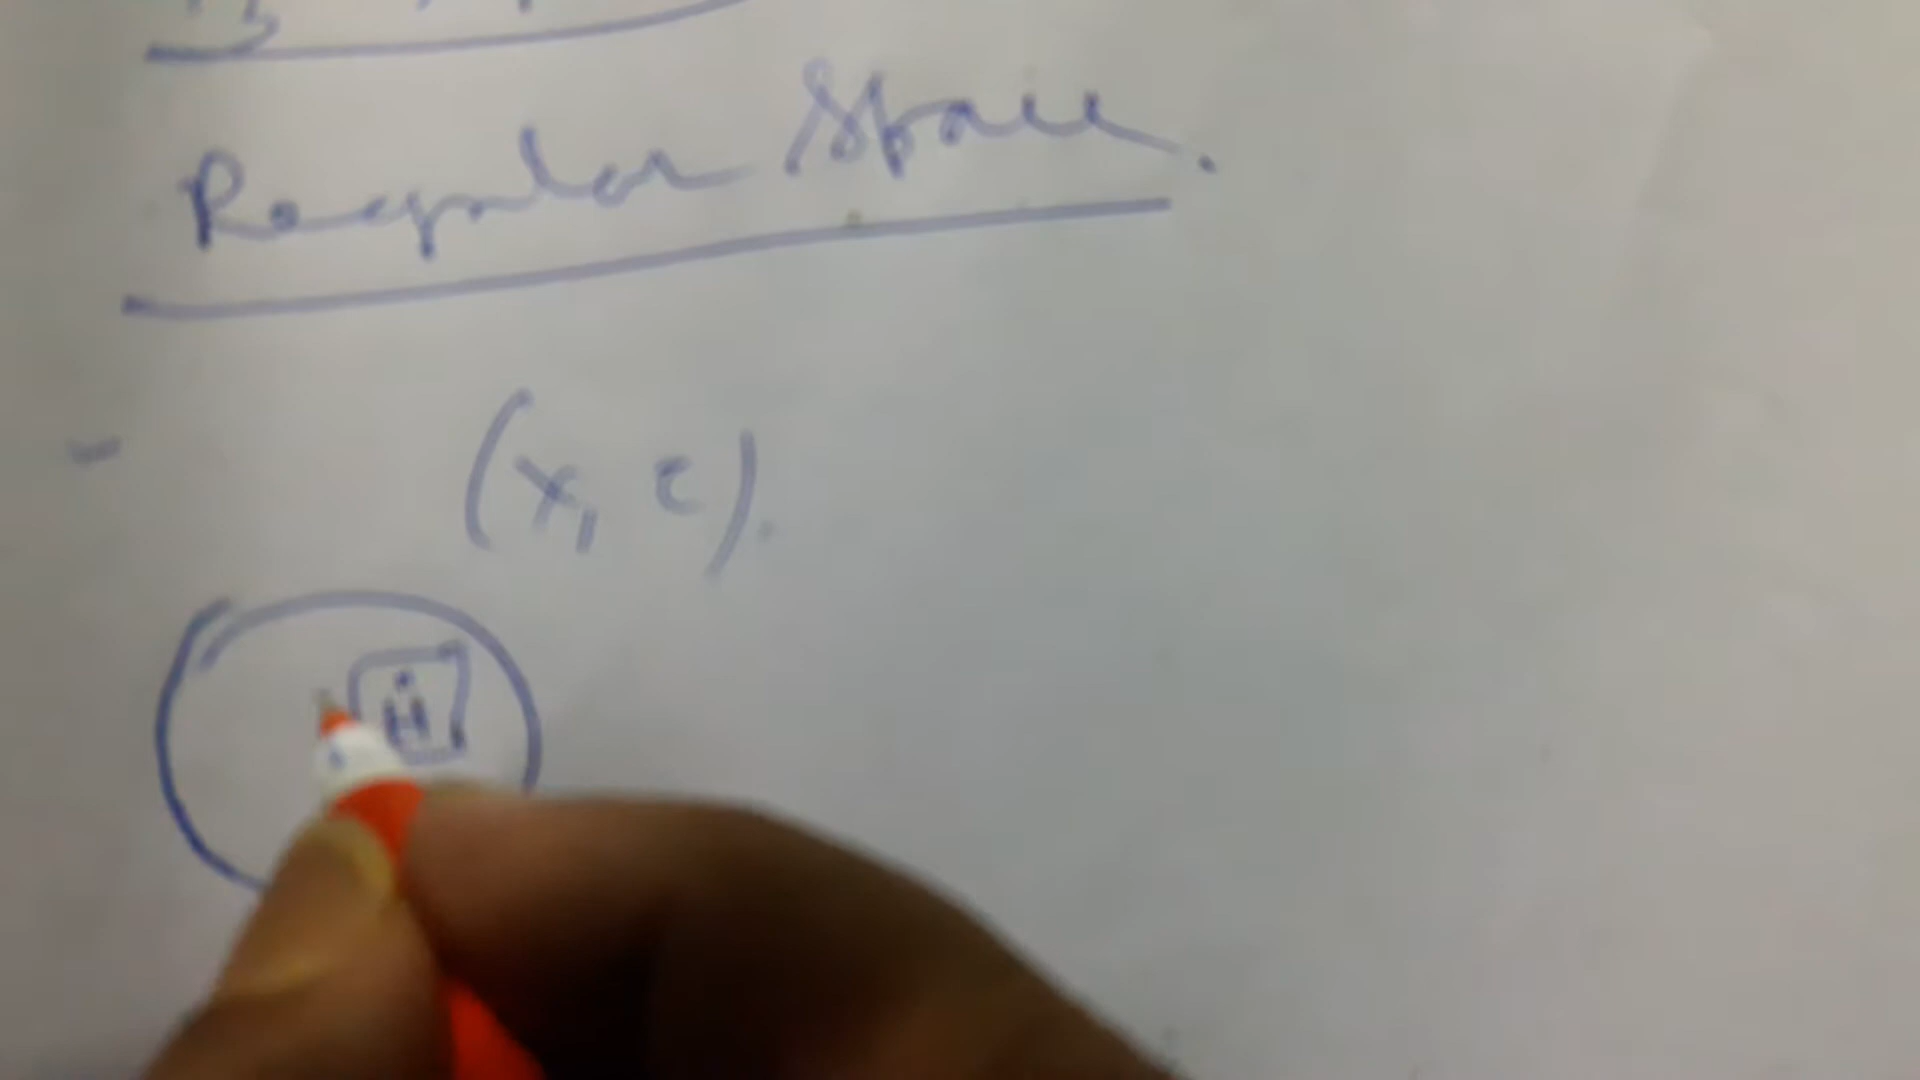 Regular Space.
(X, τ).
H